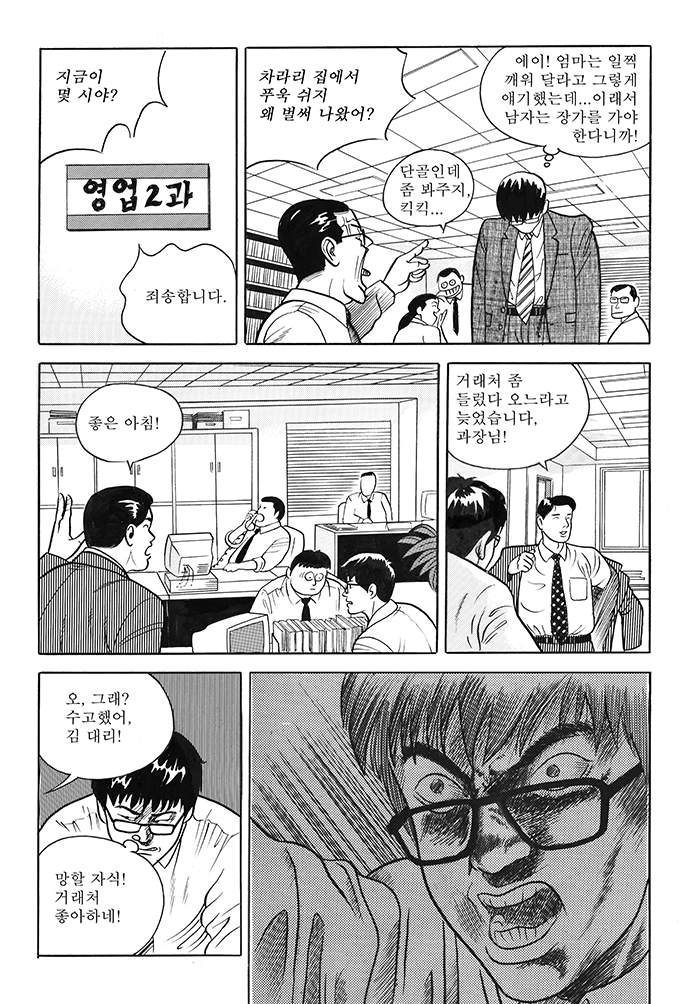 지금이
몇 시야?
영업2과
죄송합니다.
차라리 집에서
푸욱 쉬지
왜 벌써 나왔어?
에이! 엄마는 일찍
깨워 달라고 그렇게
얘기했는데...이래서
남자는 장가를 가야
한다니까!
단골인데
좀 봐주지,
킥킥...
좋은 아침!
거래처 좀
들렀다 오느라고
늦었습니다,
과장님!
오, 그래?
수고했어,
김 대리!
망할 자식!
거래처
좋아하네!